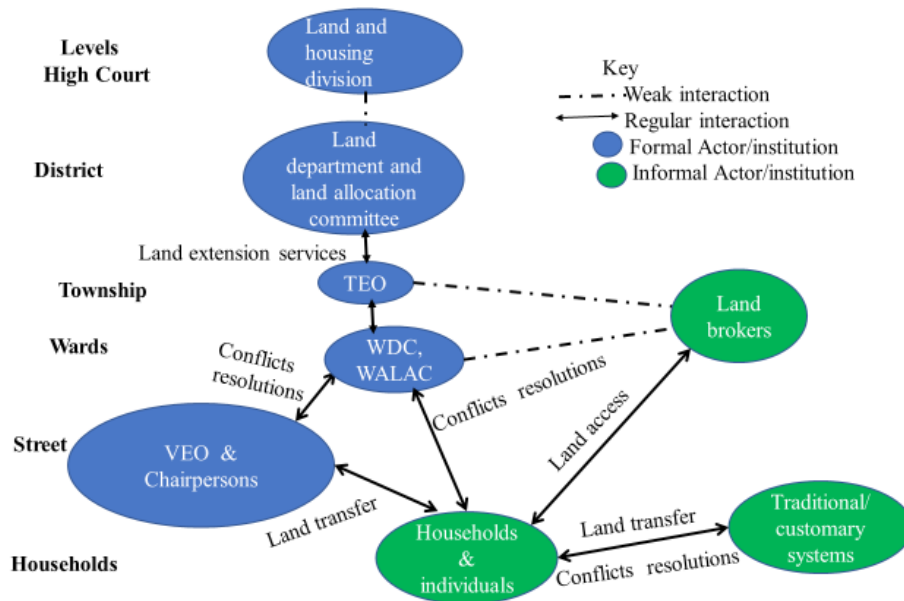 Levels
High Court
Land and
housing
division
Key
Weak interaction
Regular interaction
Formal Actor/institution
Informal Actor/institution
District
Land
department and
land allocation
committee
Land extension services
Township
TEO
Land
brokers
Wards
WDC,
WALAC
Conflicts
resolutions
Conflicts resolutions
Land access
Street
VEO &
Chairpersons
Land transfer
Households
Households
&
individuals
Land transfer
Conflicts resolutions
Traditional/
customary
systems